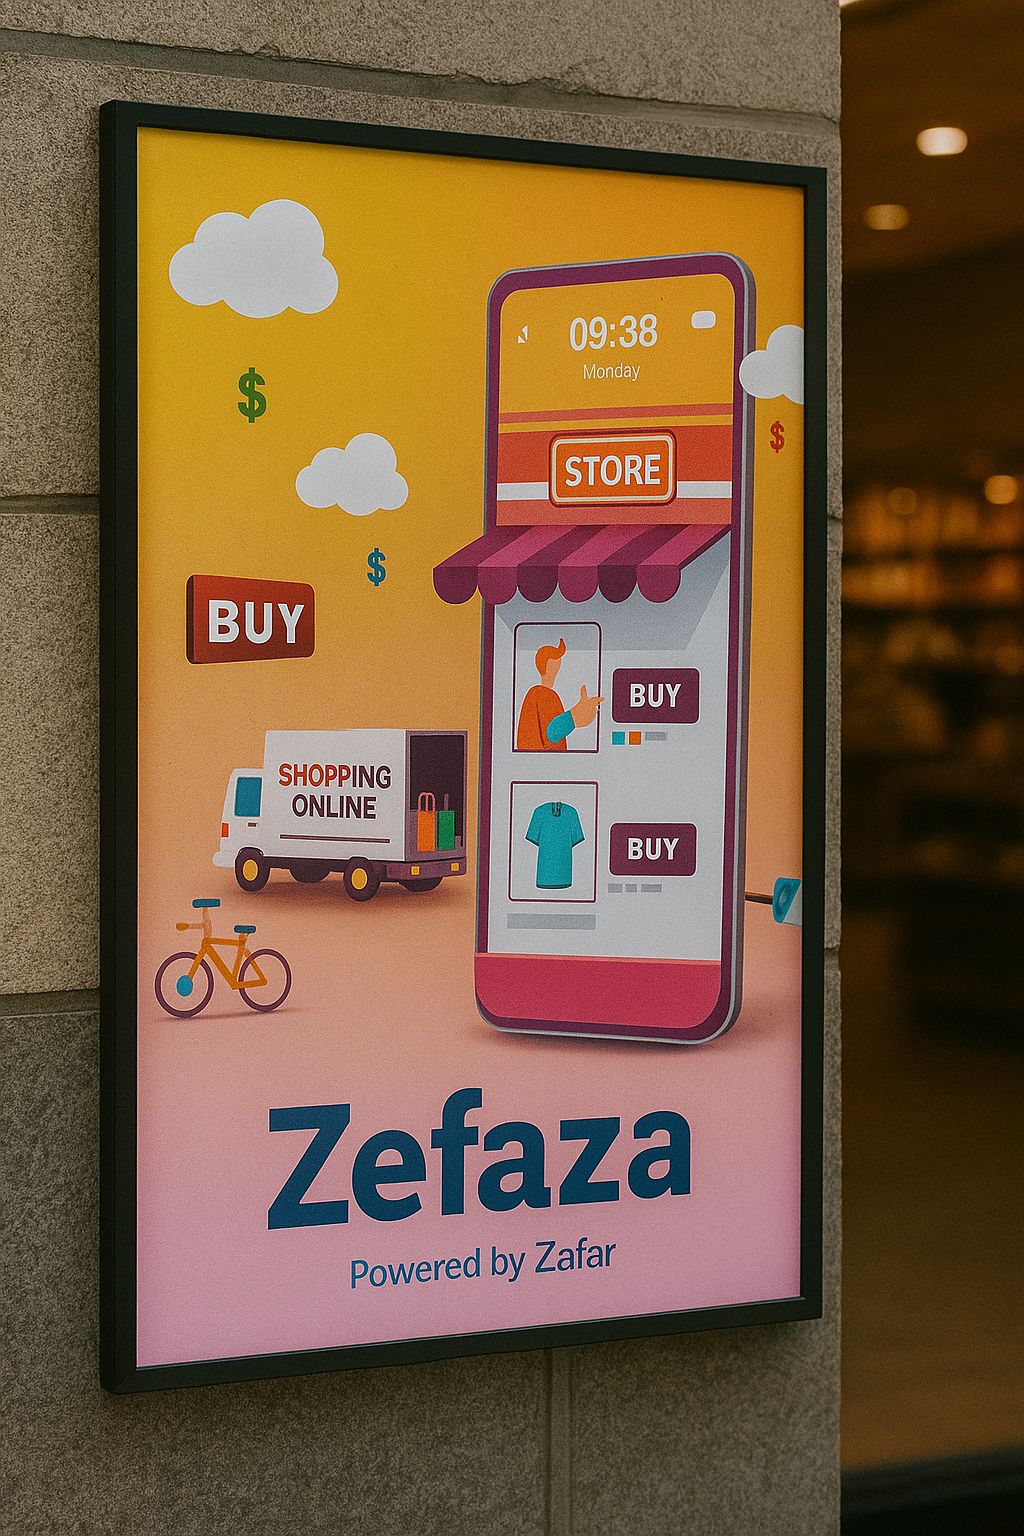 09:38
Monday
STORE
$
$
$
BUY
BUY
SHOPPING
ONLINE
BUY
Zefaza
Powered by Zafar